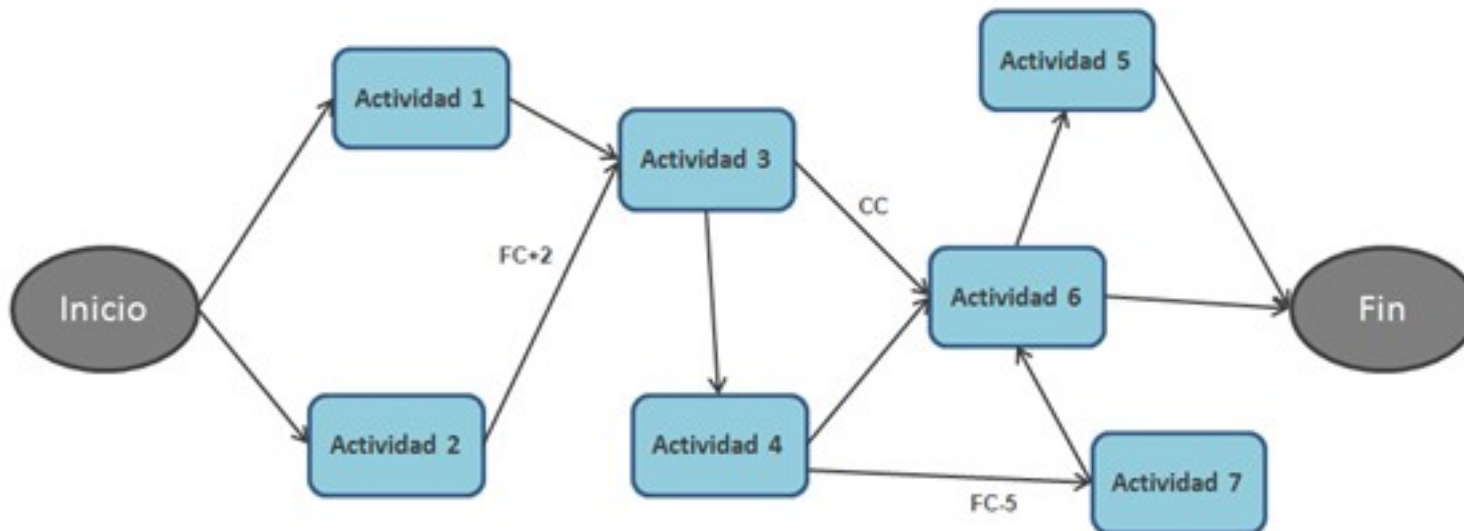 Actividad 5
Actividad 1
Actividad 3
CC
FC+2
Inicio
Actividad 6
Fin
Actividad 2
Actividad 4
Actividad 7
FC-5